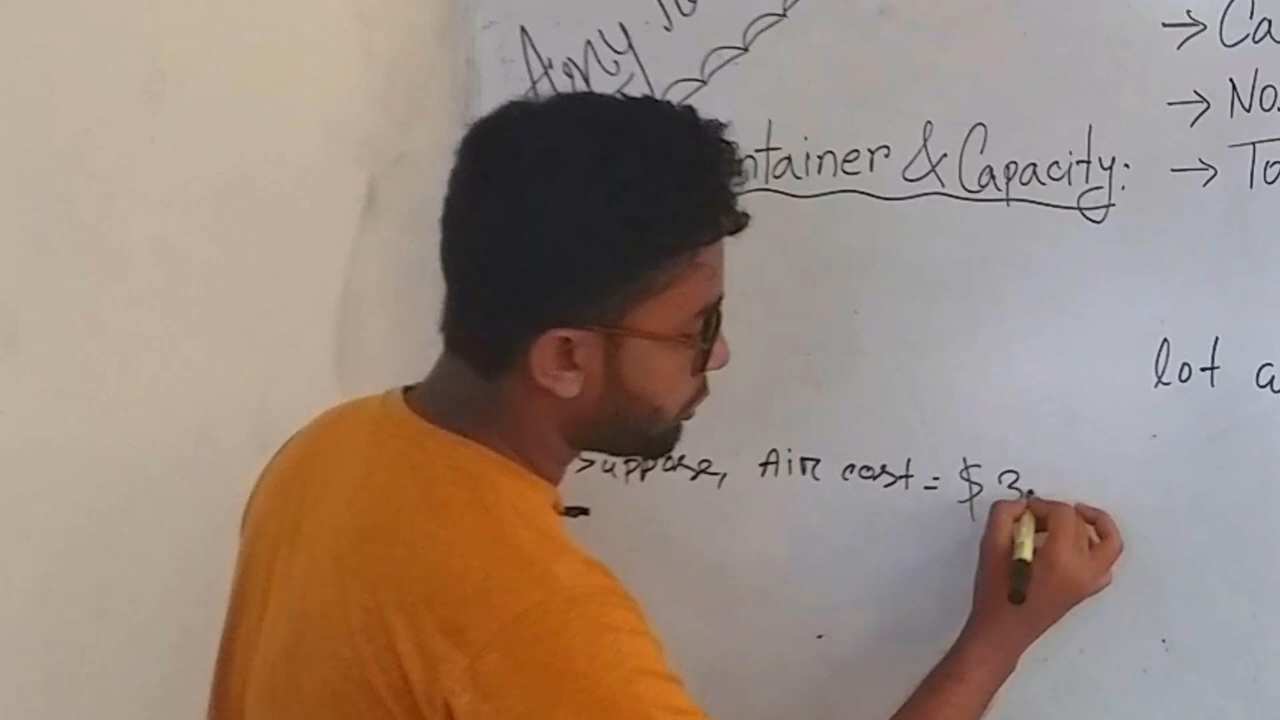 Any
→ Ca
→ No.
ntainer & Capacity: → To
lot a
Suppose, Air cost = $ 3.